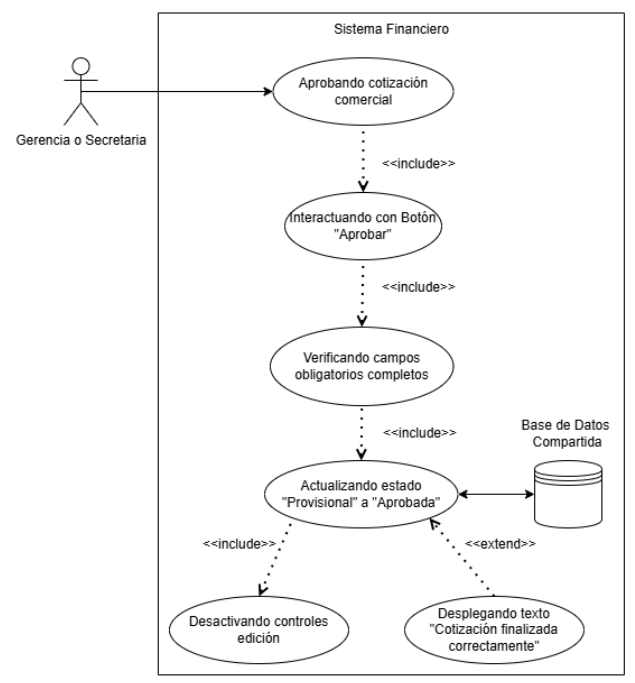 Sistema Financiero
Aprobando cotización
comercial
Gerencia o Secretaria
<<include>>
Interactuando con Botón
"Aprobar"
<<include>>
Verificando campos
obligatorios completos
<<include>>
Base de Datos
Compartida
Actualizando estado
"Provisional" a "Aprobada"
<<include>>
<<extend>>
Desactivando controles
edición
Desplegando texto
"Cotización finalizada
correctamente"